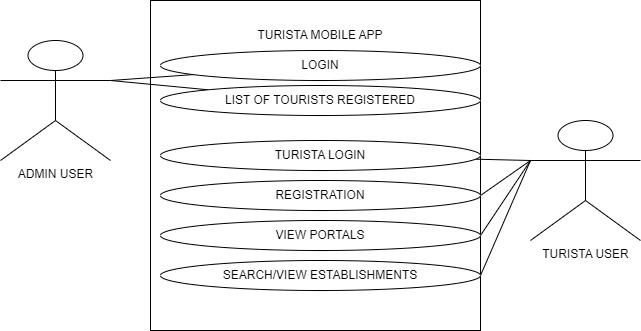 TURISTA MOBILE APP
LOGIN
LIST OF TOURISTS REGISTERED
TURISTA LOGIN
ADMIN USER
REGISTRATION
VIEW PORTALS
TURISTA USER
SEARCH/VIEW ESTABLISHMENTS